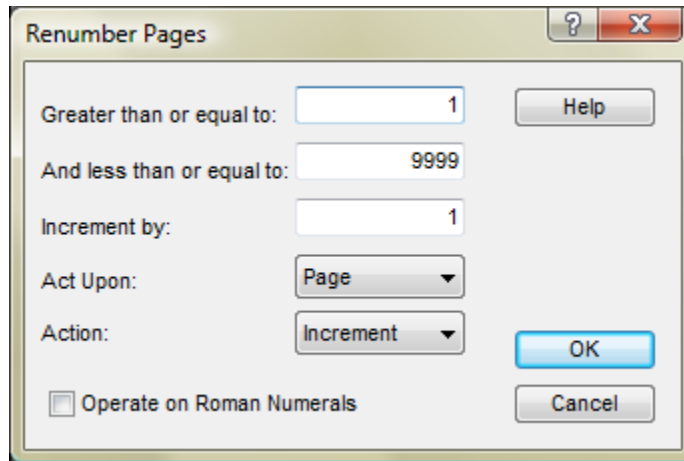 Renumber Pages
?
X
Greater than or equal to: 1 Help
And less than or equal to: 9999
Increment by: 1
Act Upon: Page
Action: Increment
OK
Operate on Roman Numerals Cancel